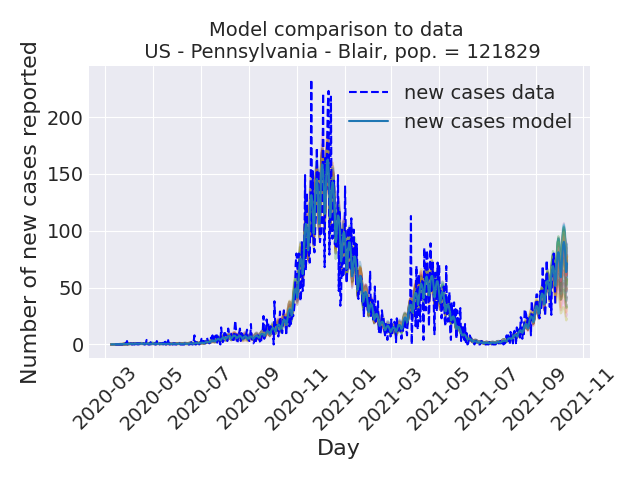 Model comparison to data
US - Pennsylvania - Blair, pop. = 121829
Number of new cases reported
200
150
100
50
0
new cases data
new cases model
2020-03
2020-05
2020-07
2020-09
2020-11
2021-01
2021-03
2021-05
2021-07
2021-09
2021-11
Day